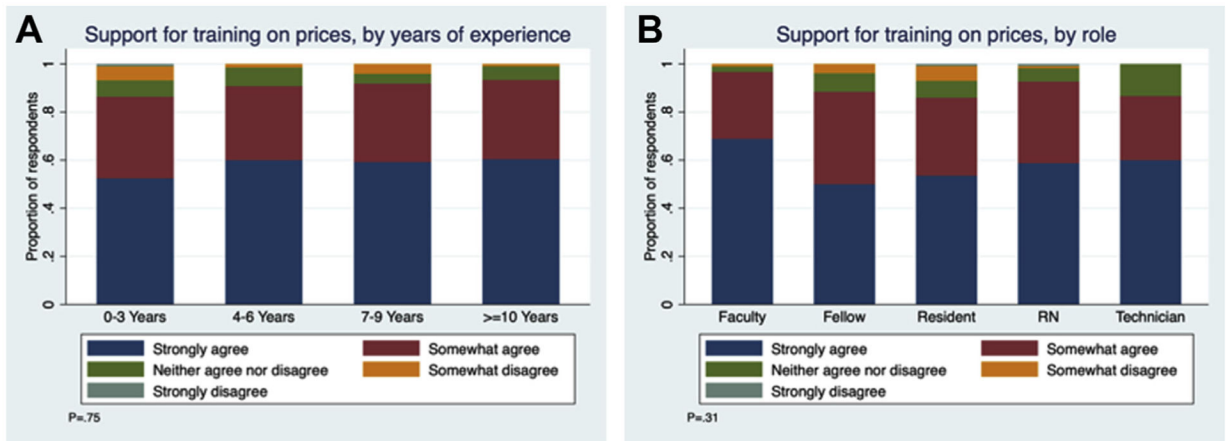 A
Support for training on prices, by years of experience
Proportion of respondents
0 .2 .4 .6 .8 1
0-3 Years 4-6 Years 7-9 Years >=10 Years
Strongly agree Somewhat agree
Neither agree nor disagree Somewhat disagree
Strongly disagree
P=.75
B
Support for training on prices, by role
Proportion of respondents
0 .2 .4 .6 .8 1
Faculty Fellow Resident RN Technician
Strongly agree Somewhat agree
Neither agree nor disagree Somewhat disagree
Strongly disagree
P=.31